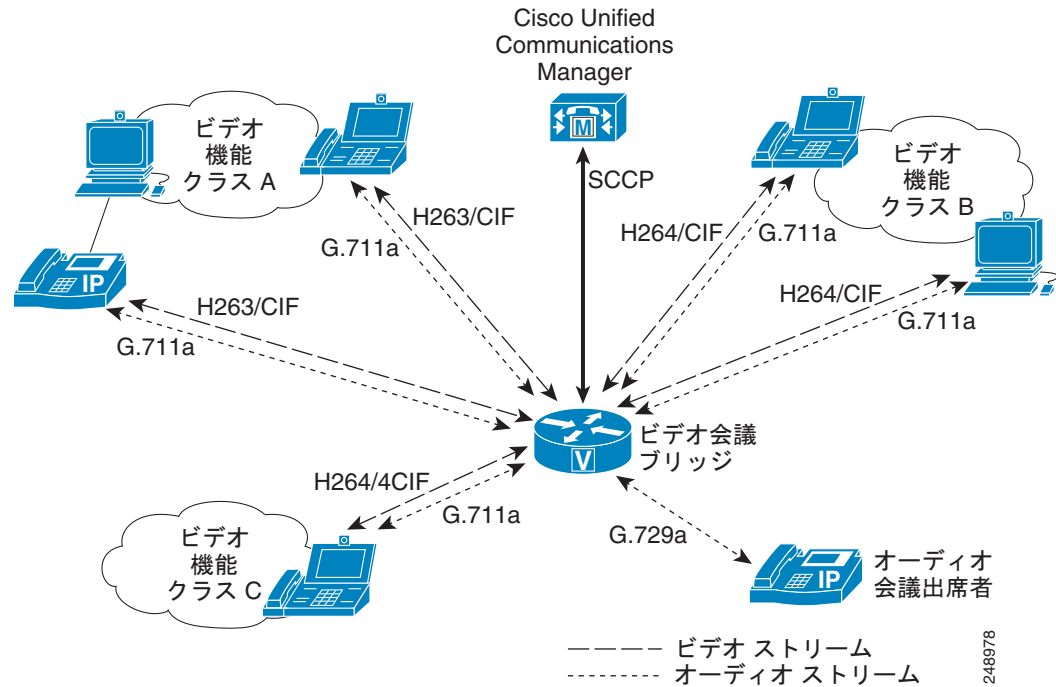 Cisco Unified
Communications
Manager
M
SCCP
ビデオ
機能
クラス A
H263/CIF
G.711a
IP
H263/CIF
G.711a
ビデオ
機能
クラス B
H264/CIF
G.711a
H264/CIF
G.711a
ビデオ会議
ブリッジ
V
H264/4CIF
G.711a
ビデオ
機能
クラス C
G.729a
IP
オーディオ
会議出席者
ビデオ ストリーム
オーディオ ストリーム
248978